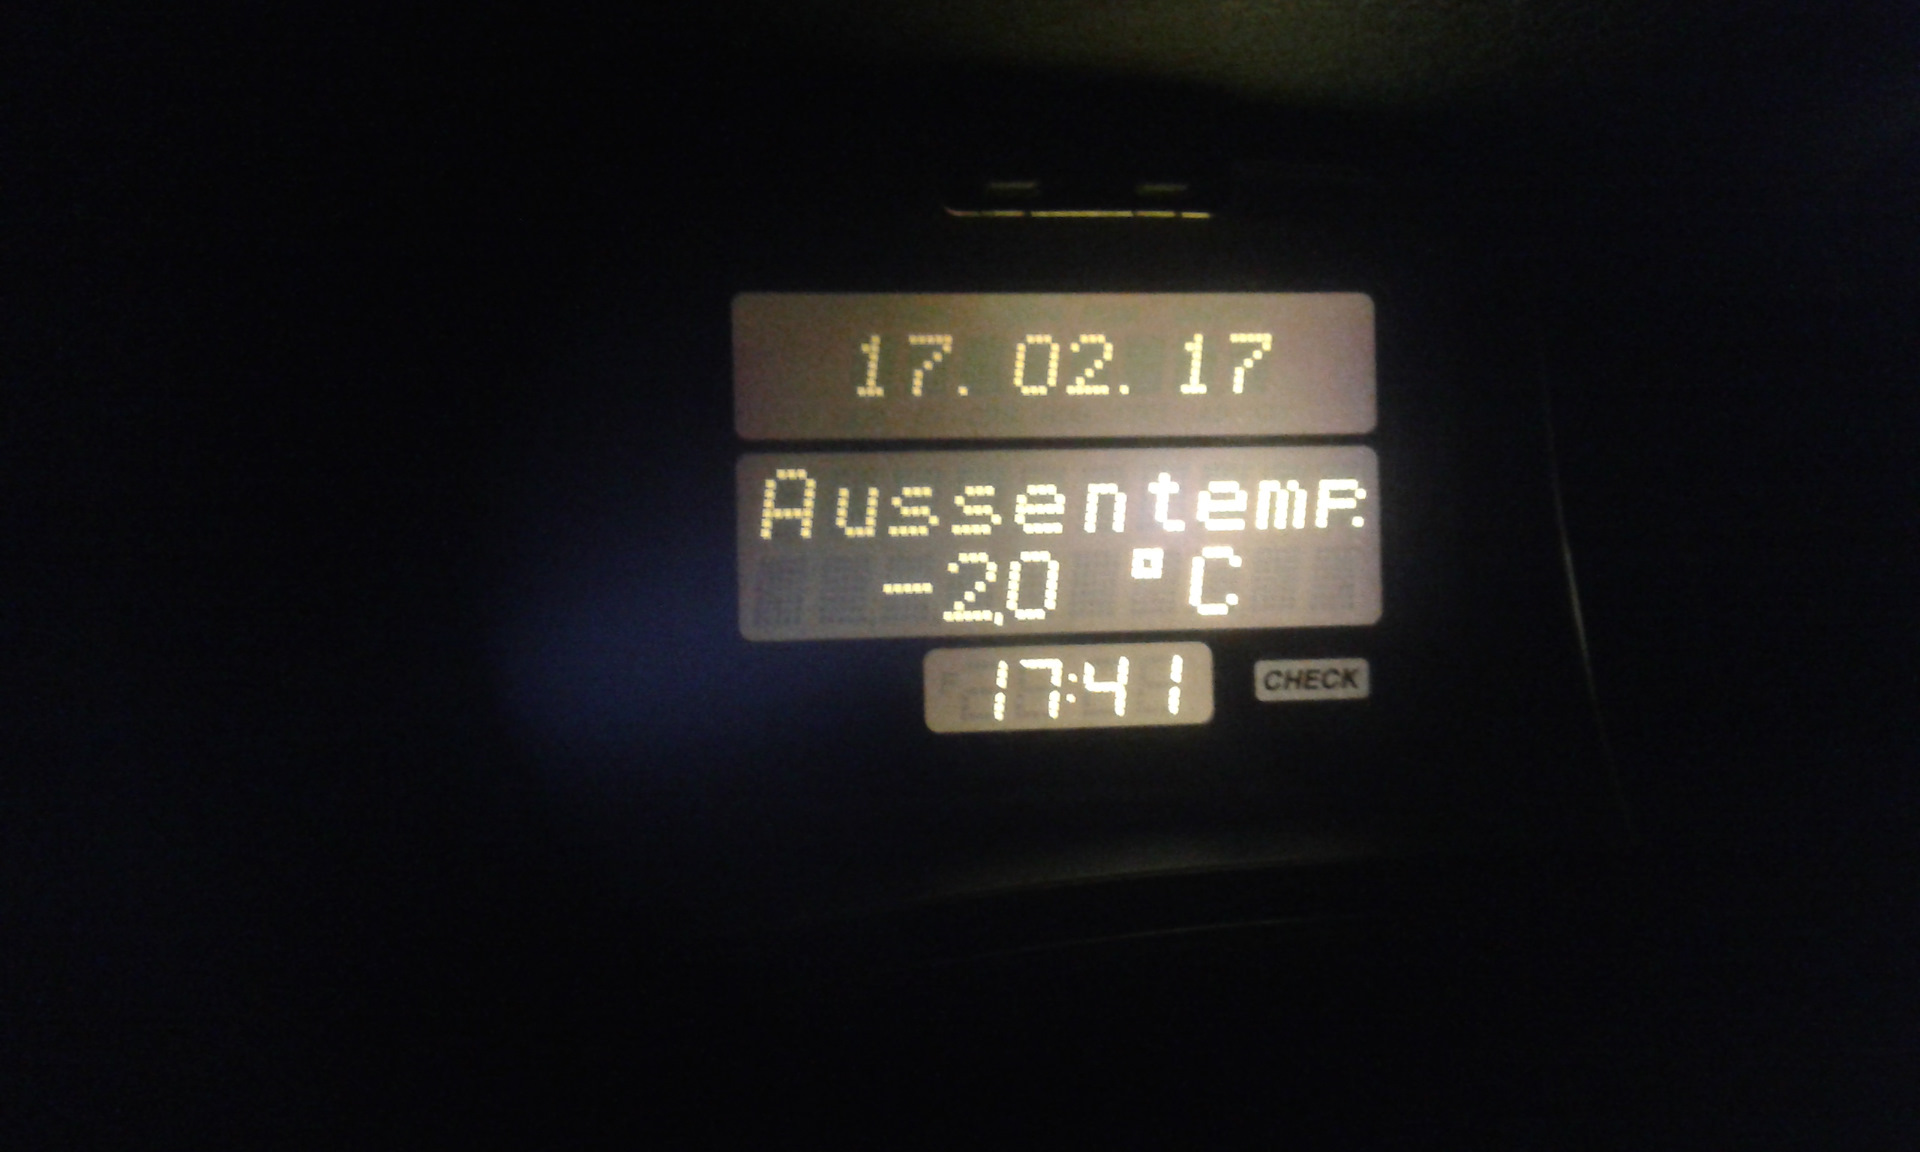 17. 02. 17
Aussentemp.
-2,0 °C
17:41
CHECK